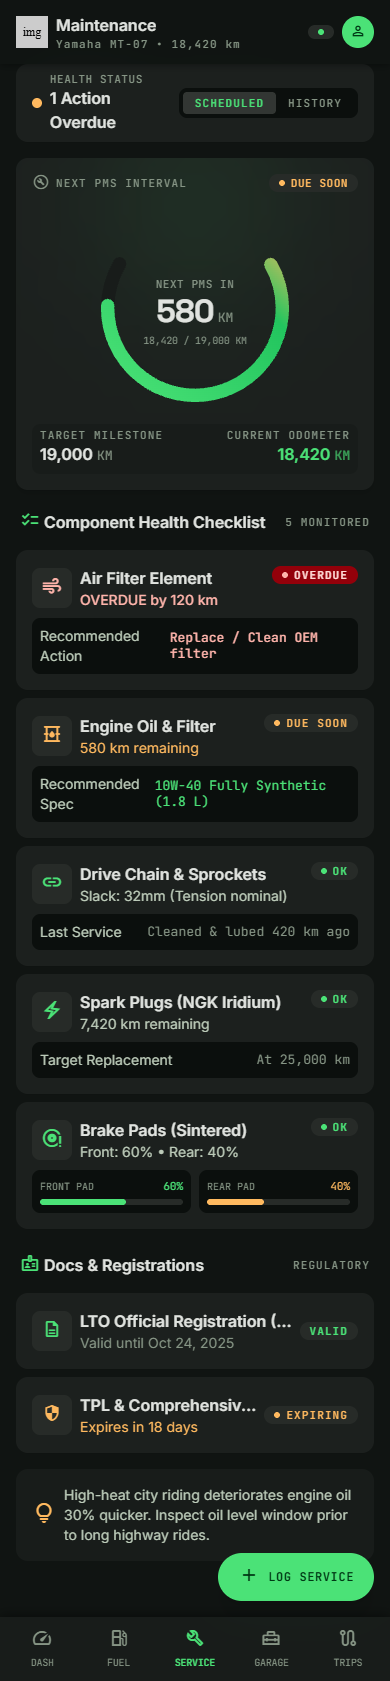 img
Maintenance
Yamaha MT-07 • 18,420 km
HEALTH STATUS
1 Action
Overdue
SCHEDULED
HISTORY
NEXT PMS INTERVAL
DUE SOON
NEXT PMS IN
580 KM
18,420 / 19,000 KM
TARGET MILESTONE
19,000 KM
CURRENT ODOMETER
18,420 KM
Component Health Checklist
5 MONITORED
Air Filter Element
OVERDUE
OVERDUE by 120 km
Recommended
Action
Replace / Clean OEM
filter
Engine Oil & Filter
DUE SOON
580 km remaining
Recommended
Spec
10W-40 Fully Synthetic
(1.8 L)
Drive Chain & Sprockets
OK
Slack: 32mm (Tension nominal)
Last Service
Cleaned & lubed 420 km ago
Spark Plugs (NGK Iridium)
OK
7,420 km remaining
Target Replacement
At 25,000 km
Brake Pads (Sintered)
OK
Front: 60% • Rear: 40%
FRONT PAD
60%
REAR PAD
40%
Docs & Registrations
REGULATORY
LTO Official Registration (...
VALID
Valid until Oct 24, 2025
TPL & Comprehensiv...
EXPIRING
Expires in 18 days
High-heat city riding deteriorates engine oil
30% quicker. Inspect oil level window prior
to long highway rides.
+ LOG SERVICE
DASH
FUEL
SERVICE
GARAGE
TRIPS